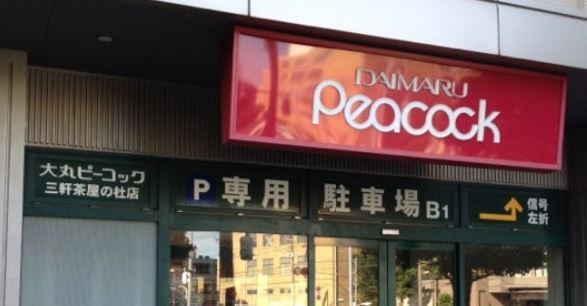 DAIMARU
Peacock
大丸ピーコック
三軒茶屋の杜店
P 専用 駐車場 B1
信号
左折